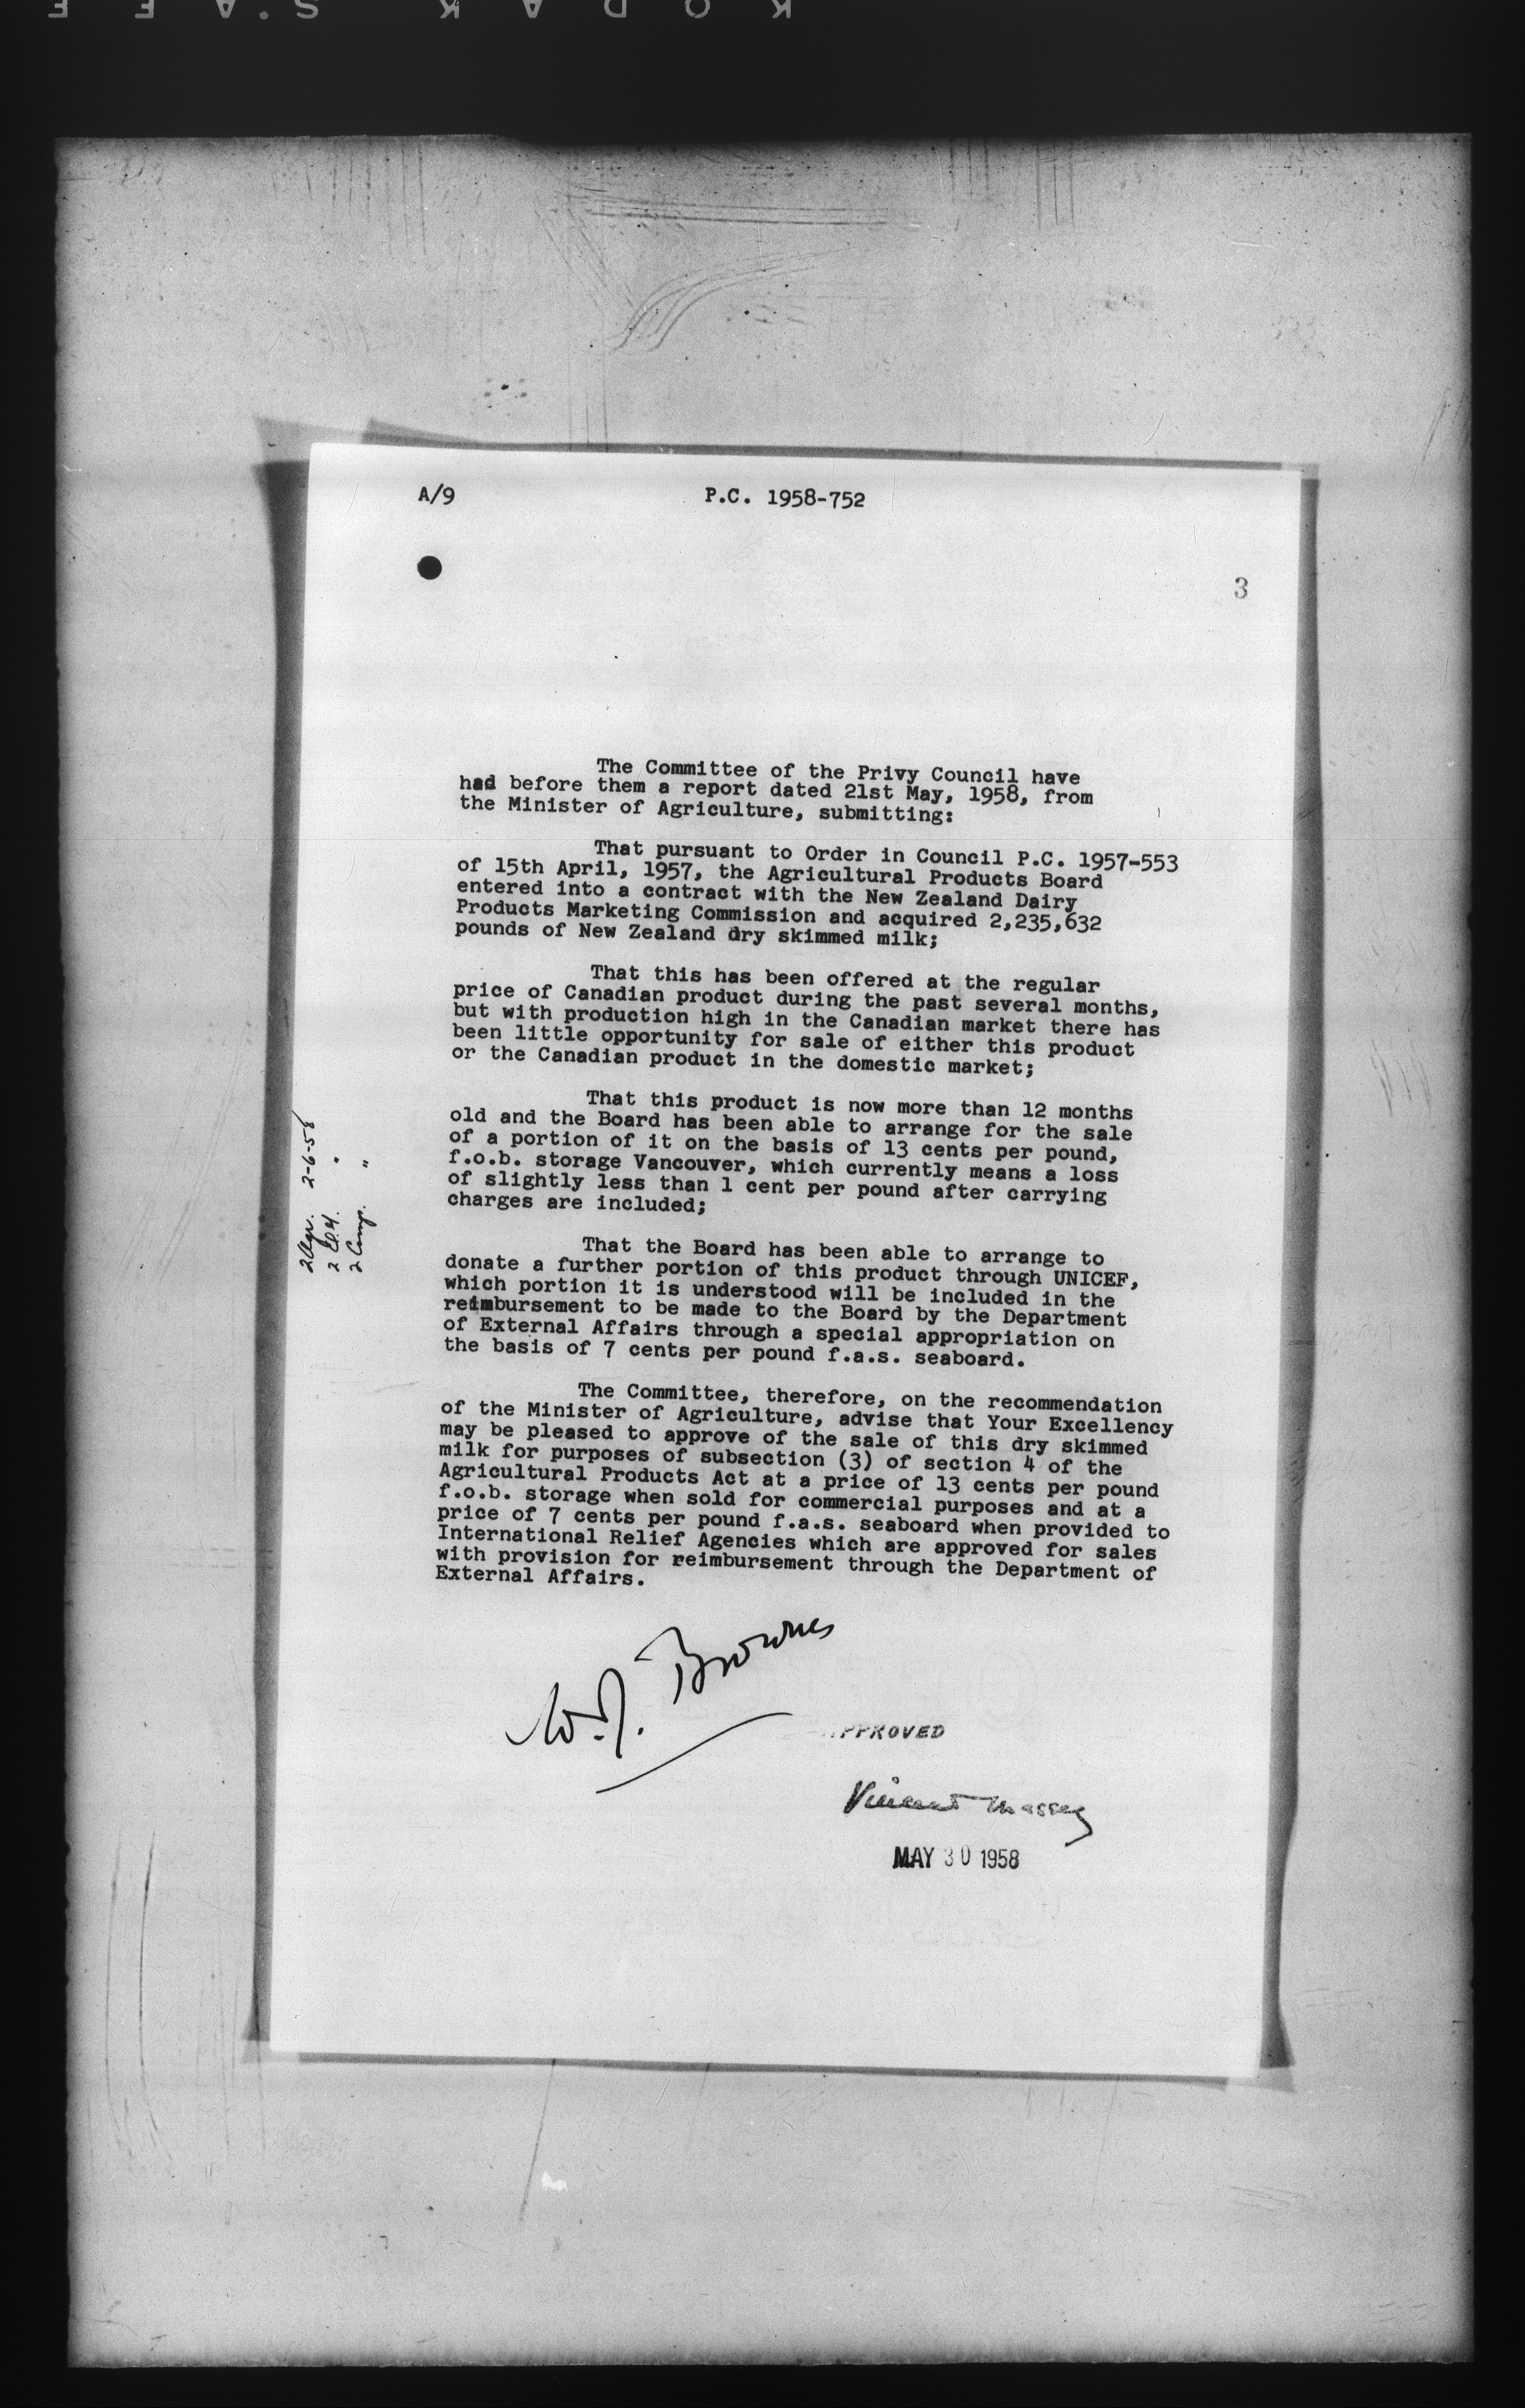 A/9 P.C. 1958-752
3
The Committee of the Privy Council have
had before them a report dated 21st May, 1958, from
the Minister of Agriculture, submitting:
That pursuant to Order in Council P.C. 1957-553
of 15th April, 1957, the Agricultural Products Board
entered into a contract with the New Zealand Dairy
Products Marketing Commission and acquired 2,235,632
pounds of New Zealand dry skimmed milk;
That this has been offered at the regular
price of Canadian product during the past several months,
but with production high in the Canadian market there has
been little opportunity for sale of either this product
or the Canadian product in the domestic market;
That this product is now more than 12 months
old and the Board has been able to arrange for the sale
of a portion of it on the basis of 13 cents per pound,
f.o.b. storage Vancouver, which currently means a loss
of slightly less than 1 cent per pound after carrying
charges are included;
That the Board has been able to arrange to
donate a further portion of this product through UNICEF,
which portion it is understood will be included in the
reimbursement to be made to the Board by the Department
of External Affairs through a special appropriation on
the basis of 7 cents per pound f.a.s. seaboard.
The Committee, therefore, on the recommendation
of the Minister of Agriculture, advise that Your Excellency
may be pleased to approve of the sale of this dry skimmed
milk for purposes of subsection (3) of section 4 of the
Agricultural Products Act at a price of 13 cents per pound
f.o.b. storage when sold for commercial purposes and at a
price of 7 cents per pound f.a.s. seaboard when provided to
International Relief Agencies which are approved for sales
with provision for reimbursement through the Department of
External Affairs.
W.J. Browne
APPROVED
Vincent Massey
MAY 30 1958
2 Agr. 2-6-58
2 "
2 Comp. "
KODAK S.A